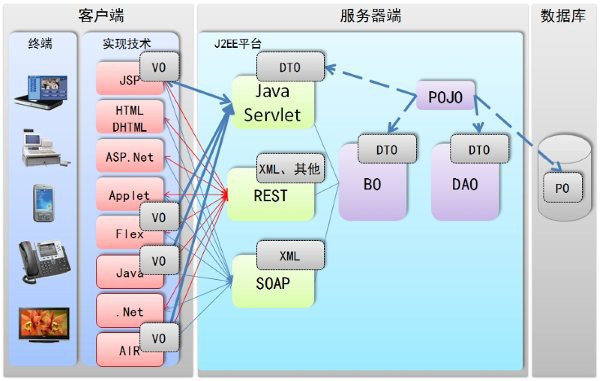 客户端
服务器端
数据库
终端
实现技术
J2EE平台
VO
JSP
HTML
DHTML
ASP.Net
Applet
VO
Flex
VO
Java
.Net
VO
AIR
DTO
Java
Servlet
XML、其他
REST
XML
SOAP
POJO
DTO
BO
DTO
DAO
PO